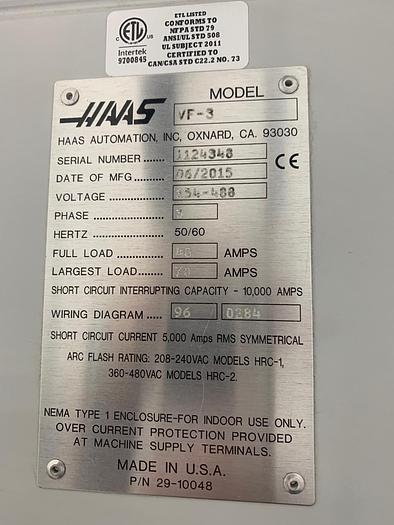 ETL LISTED
CONFORMS TO
NFPA STD 79
ANSI/UL STD 508
UL SUBJECT 2011
CERTIFIED TO
CAN/CSA STD C22.2 NO. 73
ETL
Intertek
9700845
MODEL
HAAS VF-3
HAAS AUTOMATION, INC, OXNARD, CA. 93030
SERIAL NUMBER ....... 1124348 CE
DATE OF MFG ........... 06/2015
VOLTAGE ................... 354-488
PHASE .......................
HERTZ ...................... 50/60
FULL LOAD ................ AMPS
LARGEST LOAD ......... AMPS
SHORT CIRCUIT INTERRUPTING CAPACITY - 10,000 AMPS
WIRING DIAGRAM ...... 96 0284
SHORT CIRCUIT CURRENT 5,000 Amps RMS SYMMETRICAL
ARC FLASH RATING: 208-240VAC MODELS HRC-1,
360-480VAC MODELS HRC-2.
NEMA TYPE 1 ENCLOSURE-FOR INDOOR USE ONLY.
OVER CURRENT PROTECTION PROVIDED
AT MACHINE SUPPLY TERMINALS.
MADE IN U.S.A.
P/N 29-10048